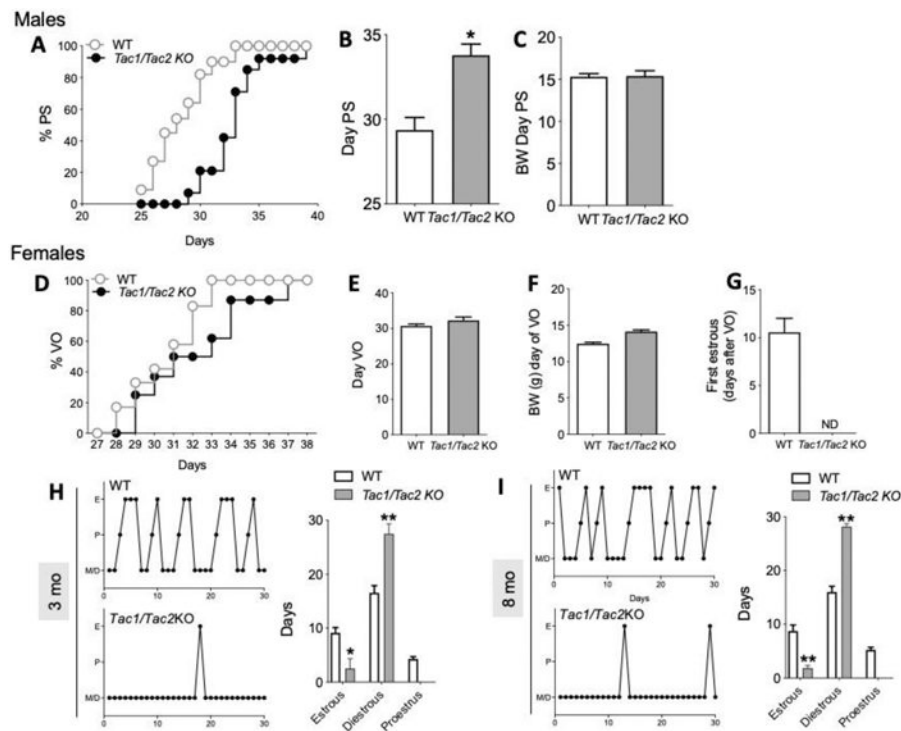 Males
A
WT
Tac1/Tac2 KO
% PS
100
80
60
40
20
0
20 25 30 35 40
Days
B
Day PS
35
30
25
*
WT Tac1/Tac2 KO
C
BW Day PS
20
15
10
5
0
WT Tac1/Tac2 KO
Females
D
WT
Tac1/Tac2 KO
% VO
100
80
60
40
20
0
27 28 29 30 31 32 33 34 35 36 37 38
Days
E
Day VO
40
30
20
10
0
WT Tac1/Tac2 KO
F
BW (g) day of VO
20
15
10
5
0
WT Tac1/Tac2 KO
G
First estrous
(days after VO)
15
10
5
0
ND
WT Tac1/Tac2 KO
H
3 mo
WT
E
P
M/D
0 10 20 30
Tac1/Tac2KO
E
P
M/D
0 10 20 30
WT
Tac1/Tac2 KO
Days
30
20
10
0
*
**
Estrous
Diestrous
Proestrus
I
8 mo
WT
E
P
M/D
0 10 20 30
Days
Tac1/Tac2KO
E
P
M/D
0 10 20 30
WT
Tac1/Tac2 KO
Days
30
20
10
0
**
**
Estrous
Diestrous
Proestrus